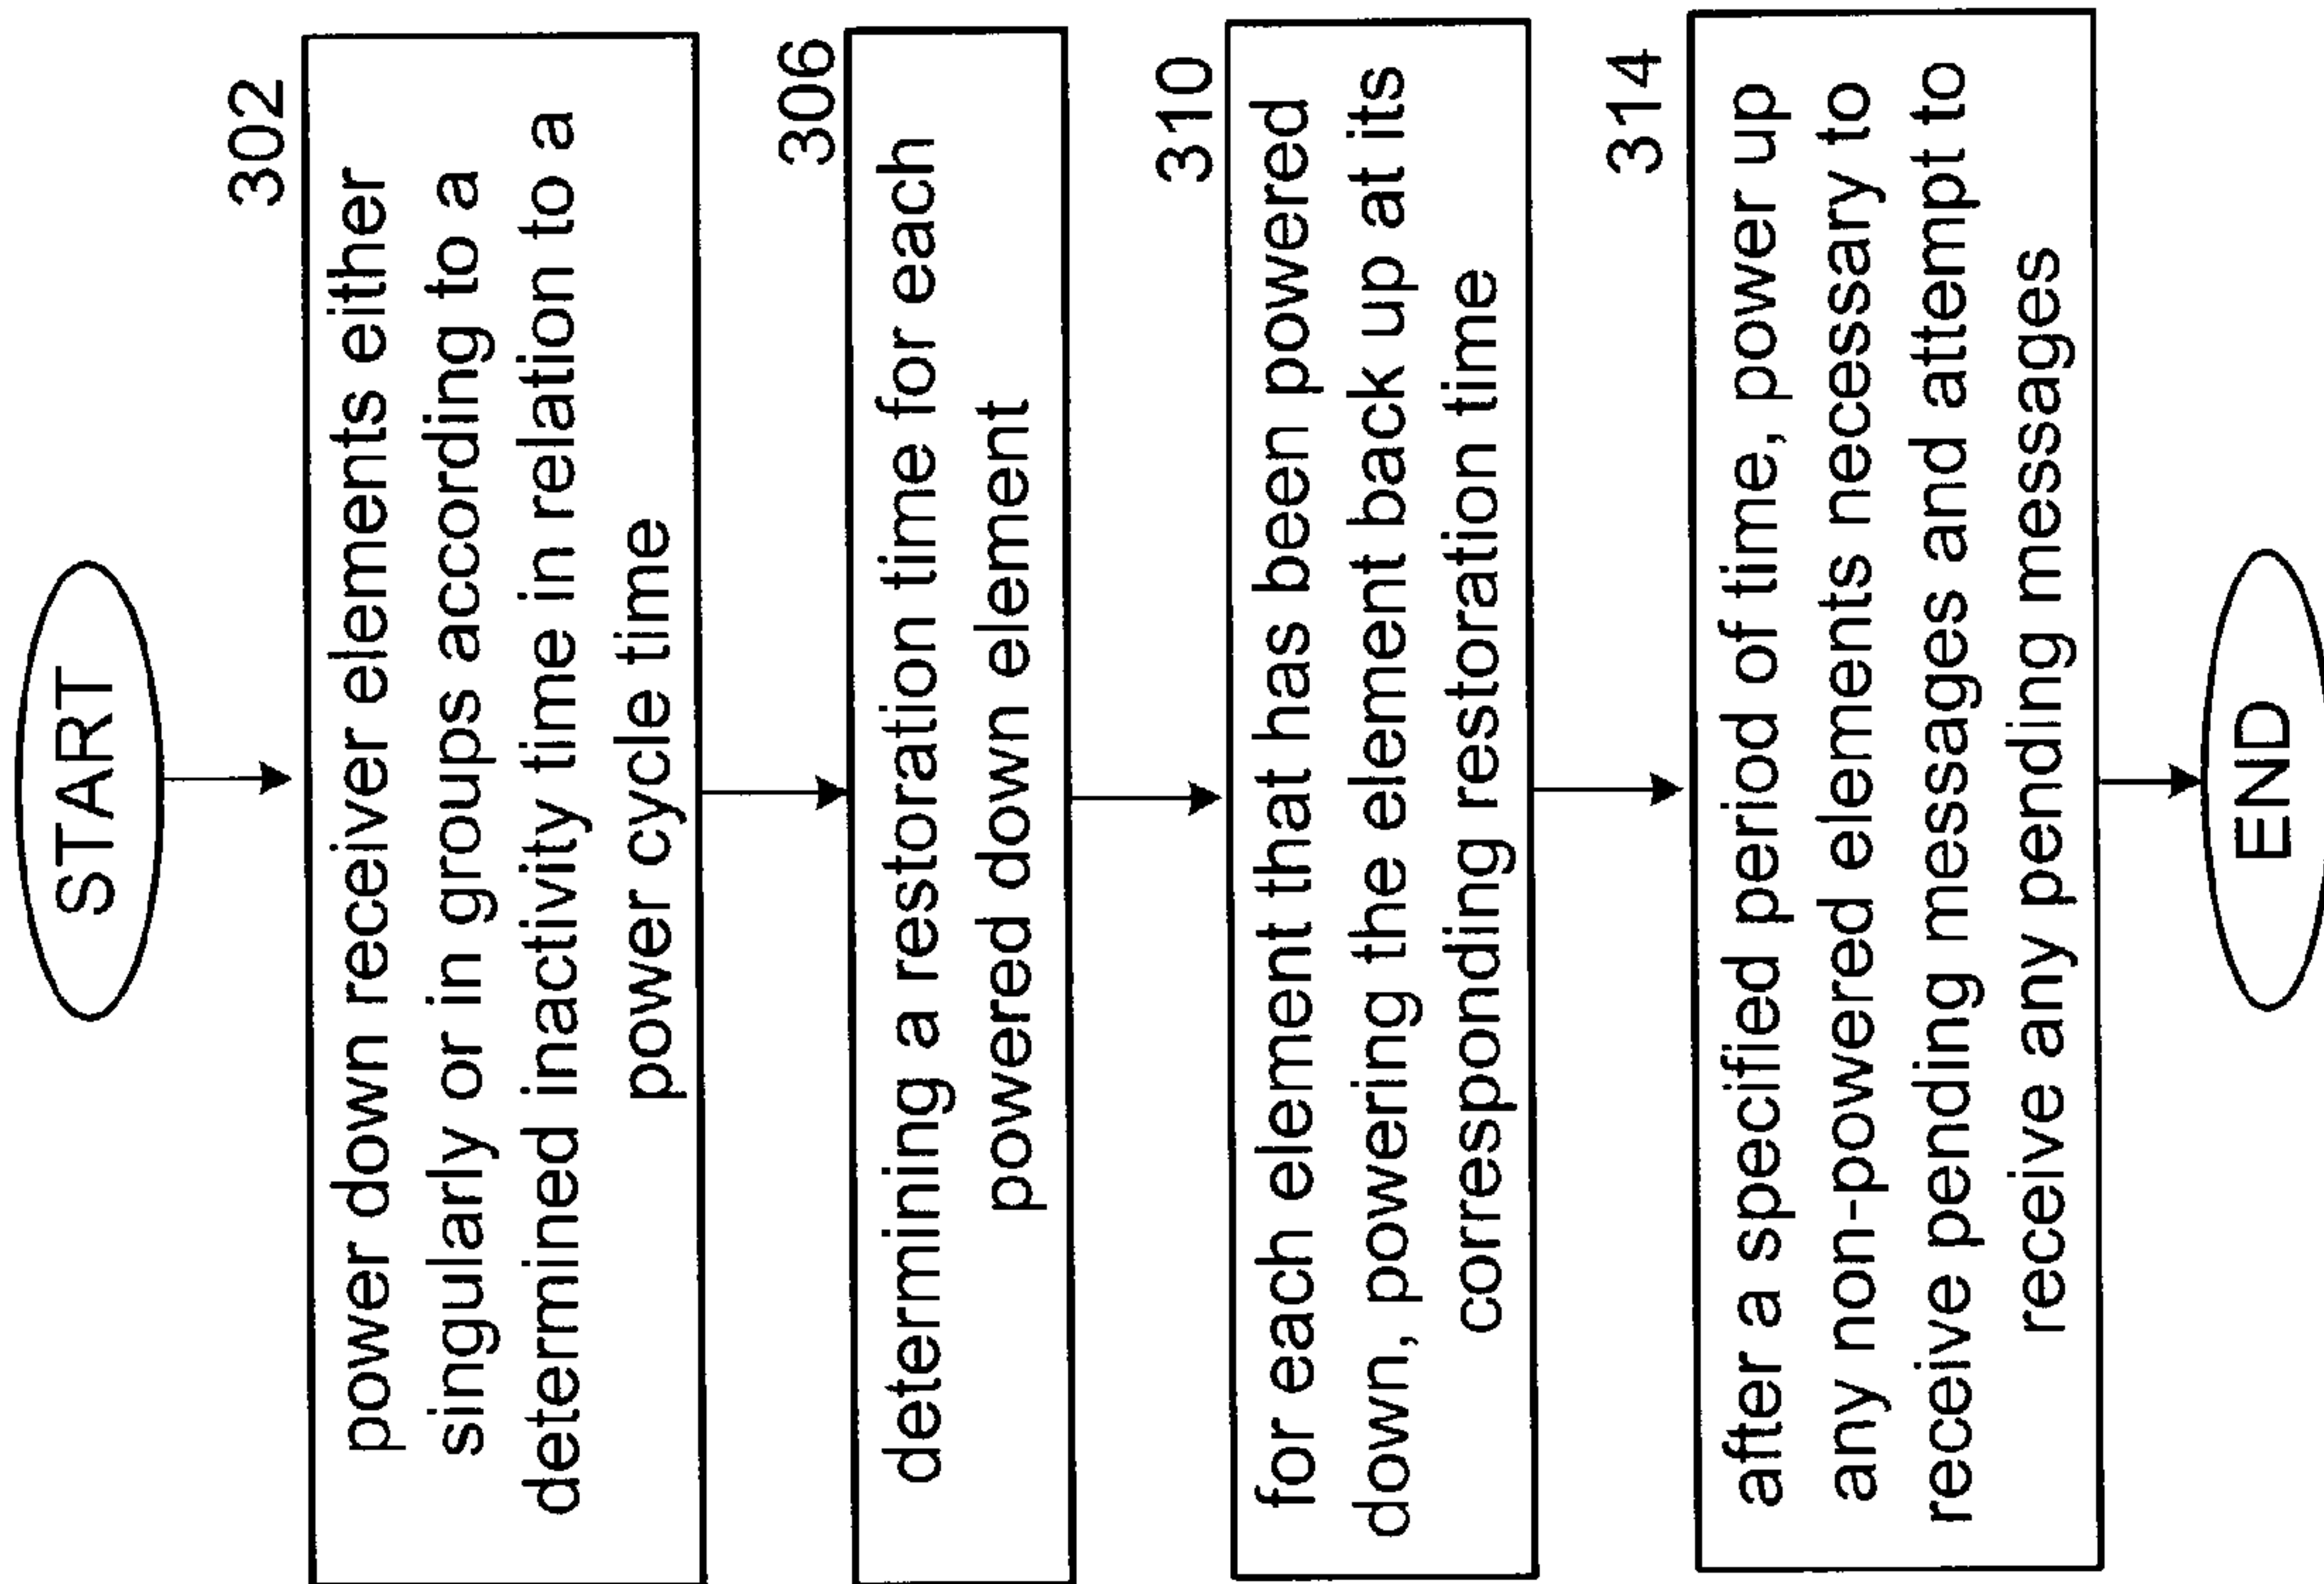 START
302
power down receiver elements either
singularly or in groups according to a
determined inactivity time in relation to a
power cycle time
306
determining a restoration time for each
powered down element
310
for each element that has been powered
down, powering the element back up at its
corresponding restoration time
314
after a specified period of time, power up
any non-powered elements necessary to
receive pending messages and attempt to
receive any pending messages
END